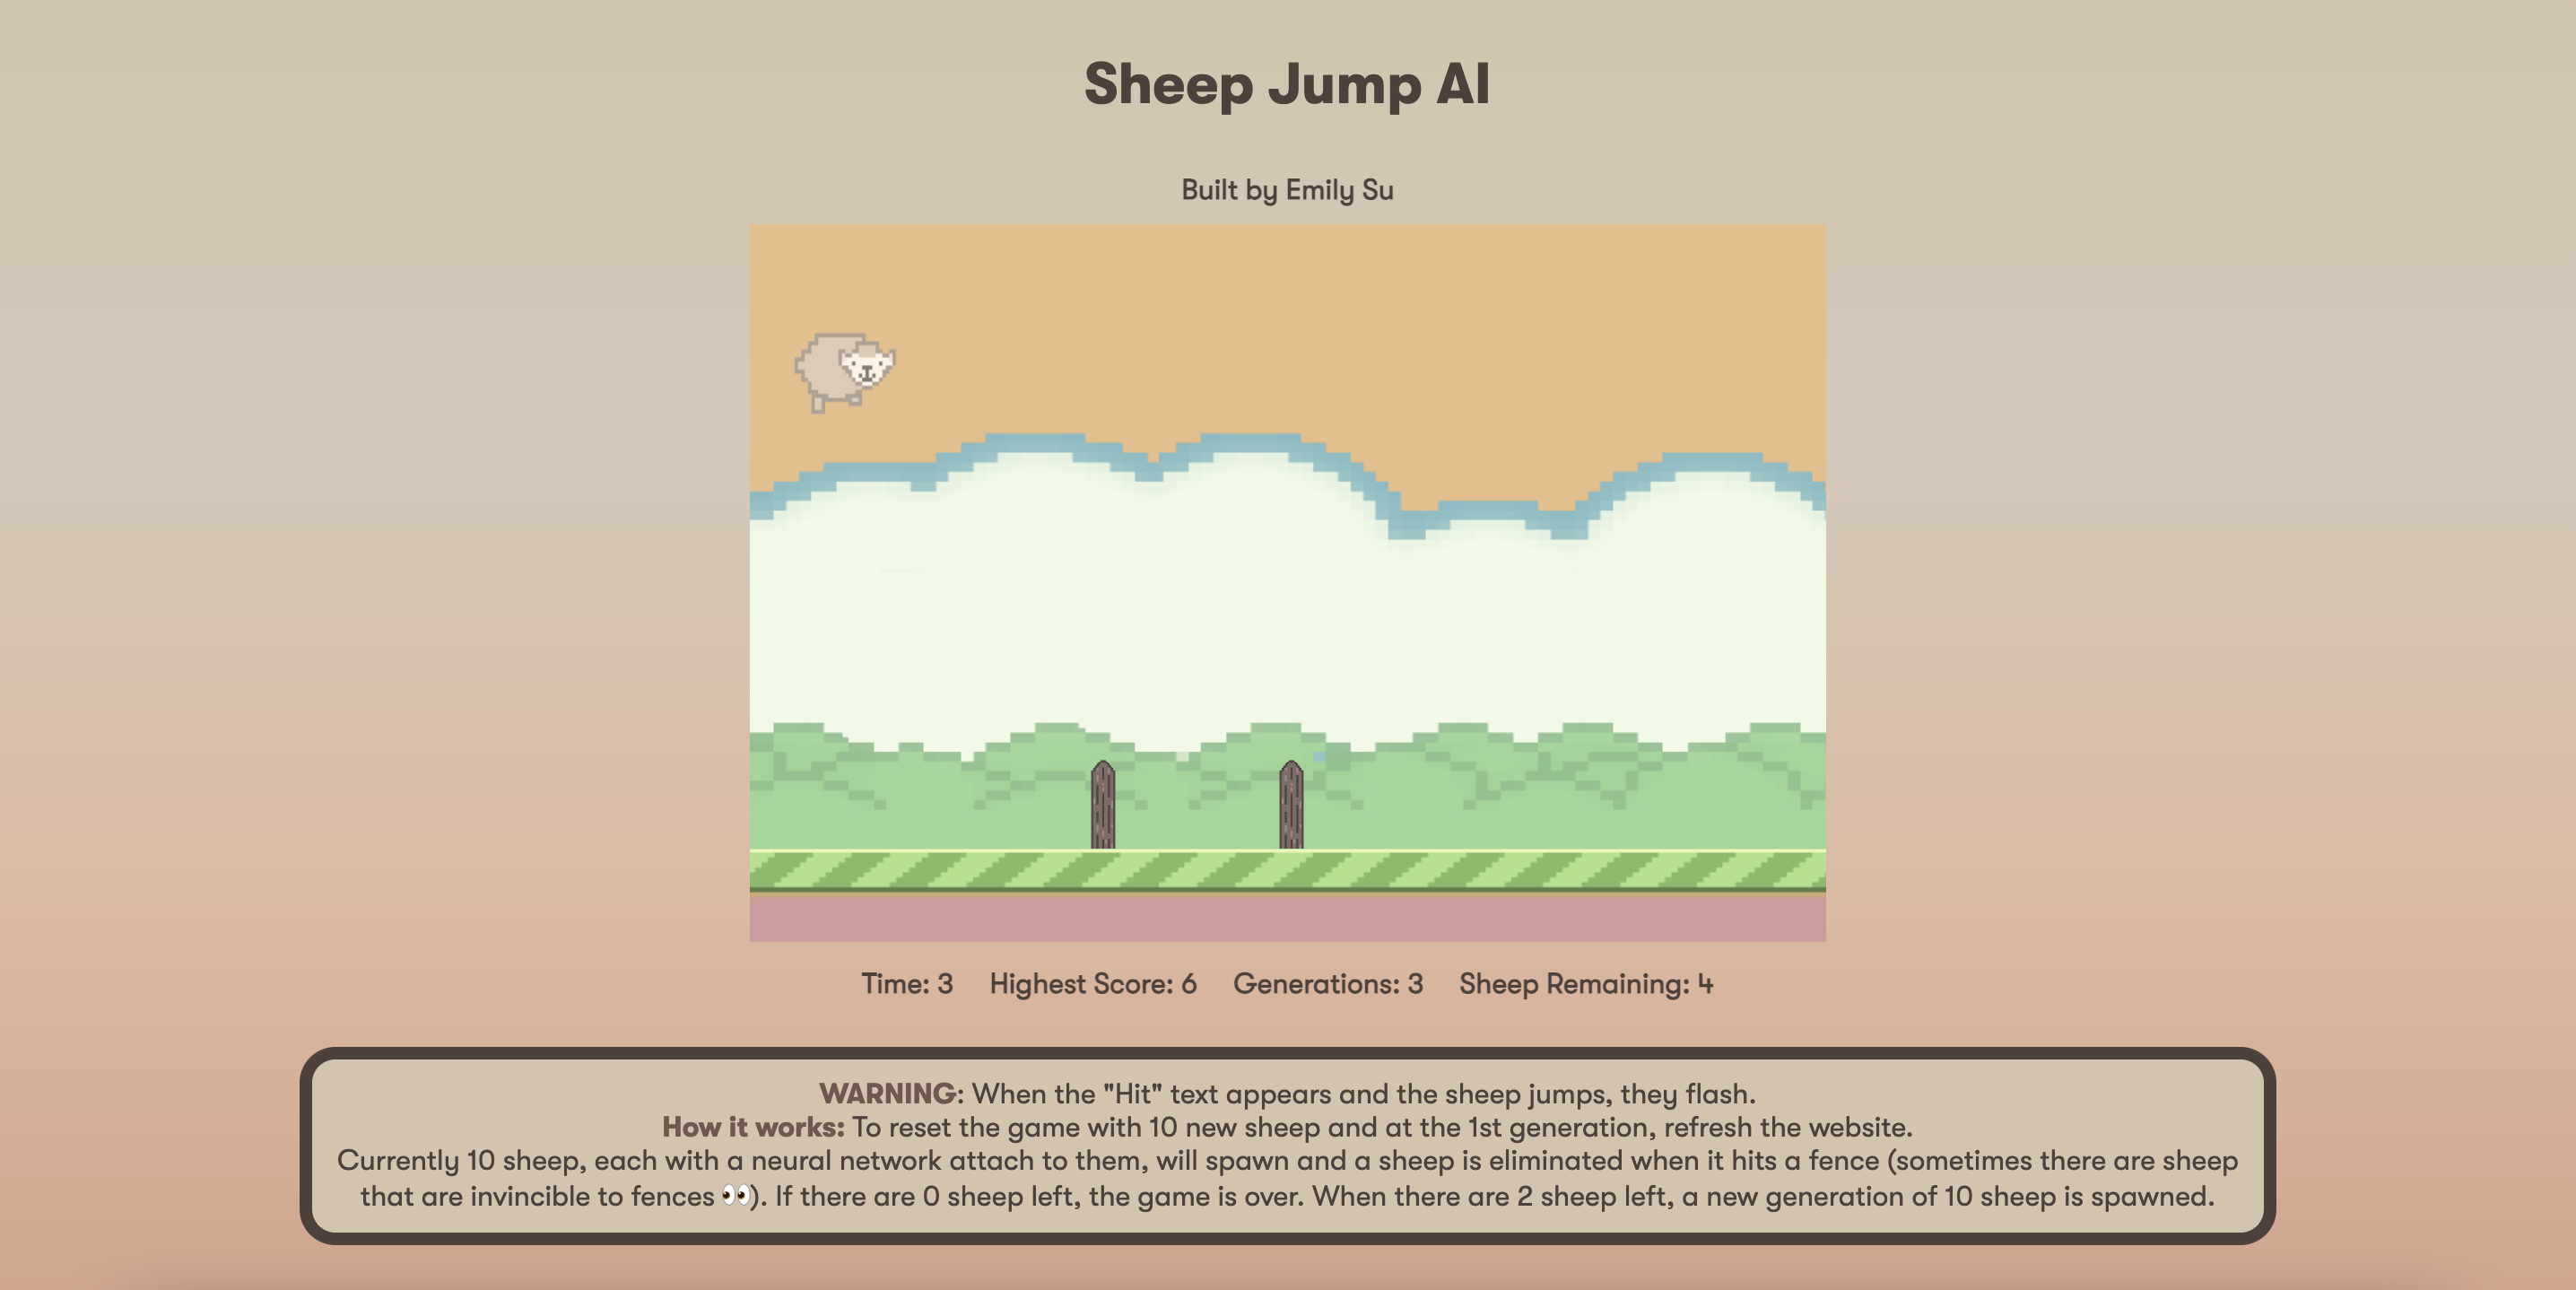 Sheep Jump AI
Built by Emily Su
Time: 3 Highest Score: 6 Generations: 3 Sheep Remaining: 4
WARNING: When the "Hit" text appears and the sheep jumps, they flash.
How it works: To reset the game with 10 new sheep and at the 1st generation, refresh the website.
Currently 10 sheep, each with a neural network attach to them, will spawn and a sheep is eliminated when it hits a fence (sometimes there are sheep
that are invincible to fences 👀). If there are 0 sheep left, the game is over. When there are 2 sheep left, a new generation of 10 sheep is spawned.